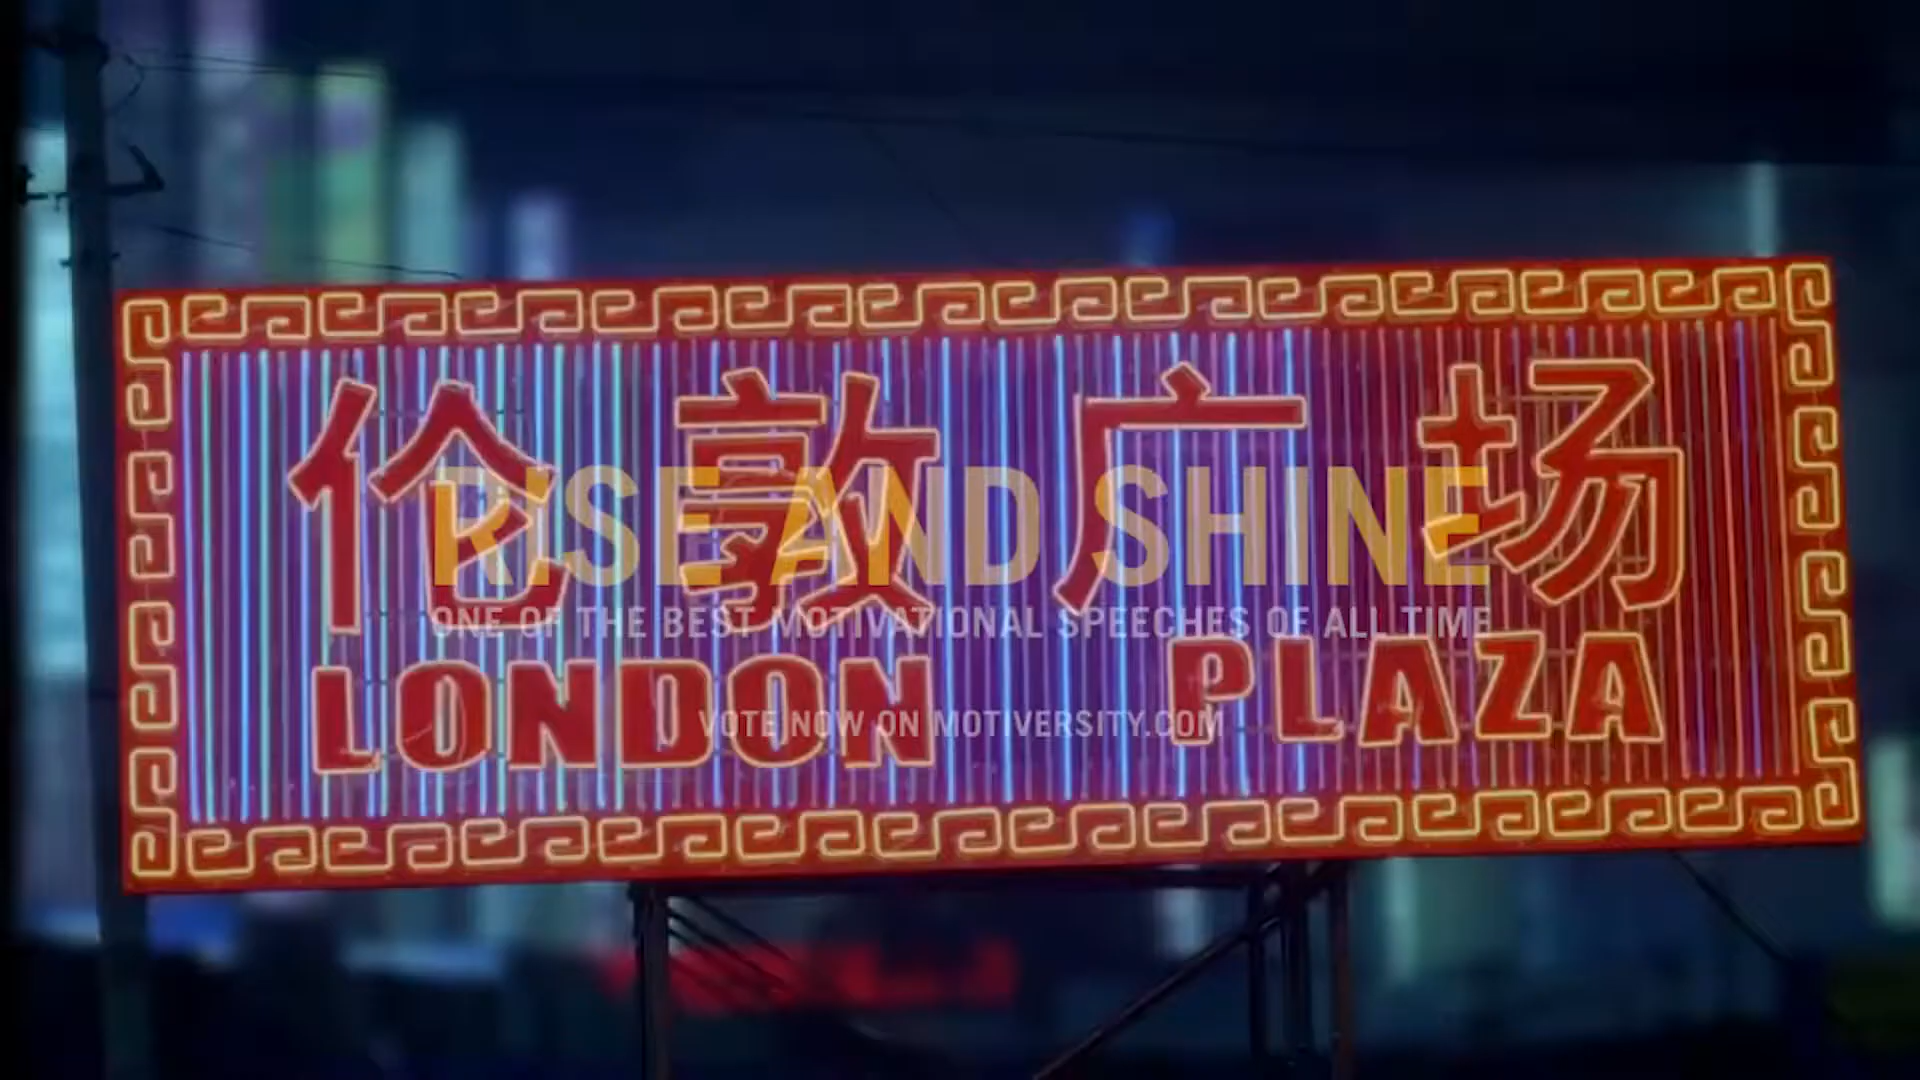 伦敦广场
RISE AND SHINE
ONE OF THE BEST MOTIVATIONAL SPEECHES OF ALL TIME
LONDON PLAZA
VOTE NOW ON MOTIVERSITY.COM